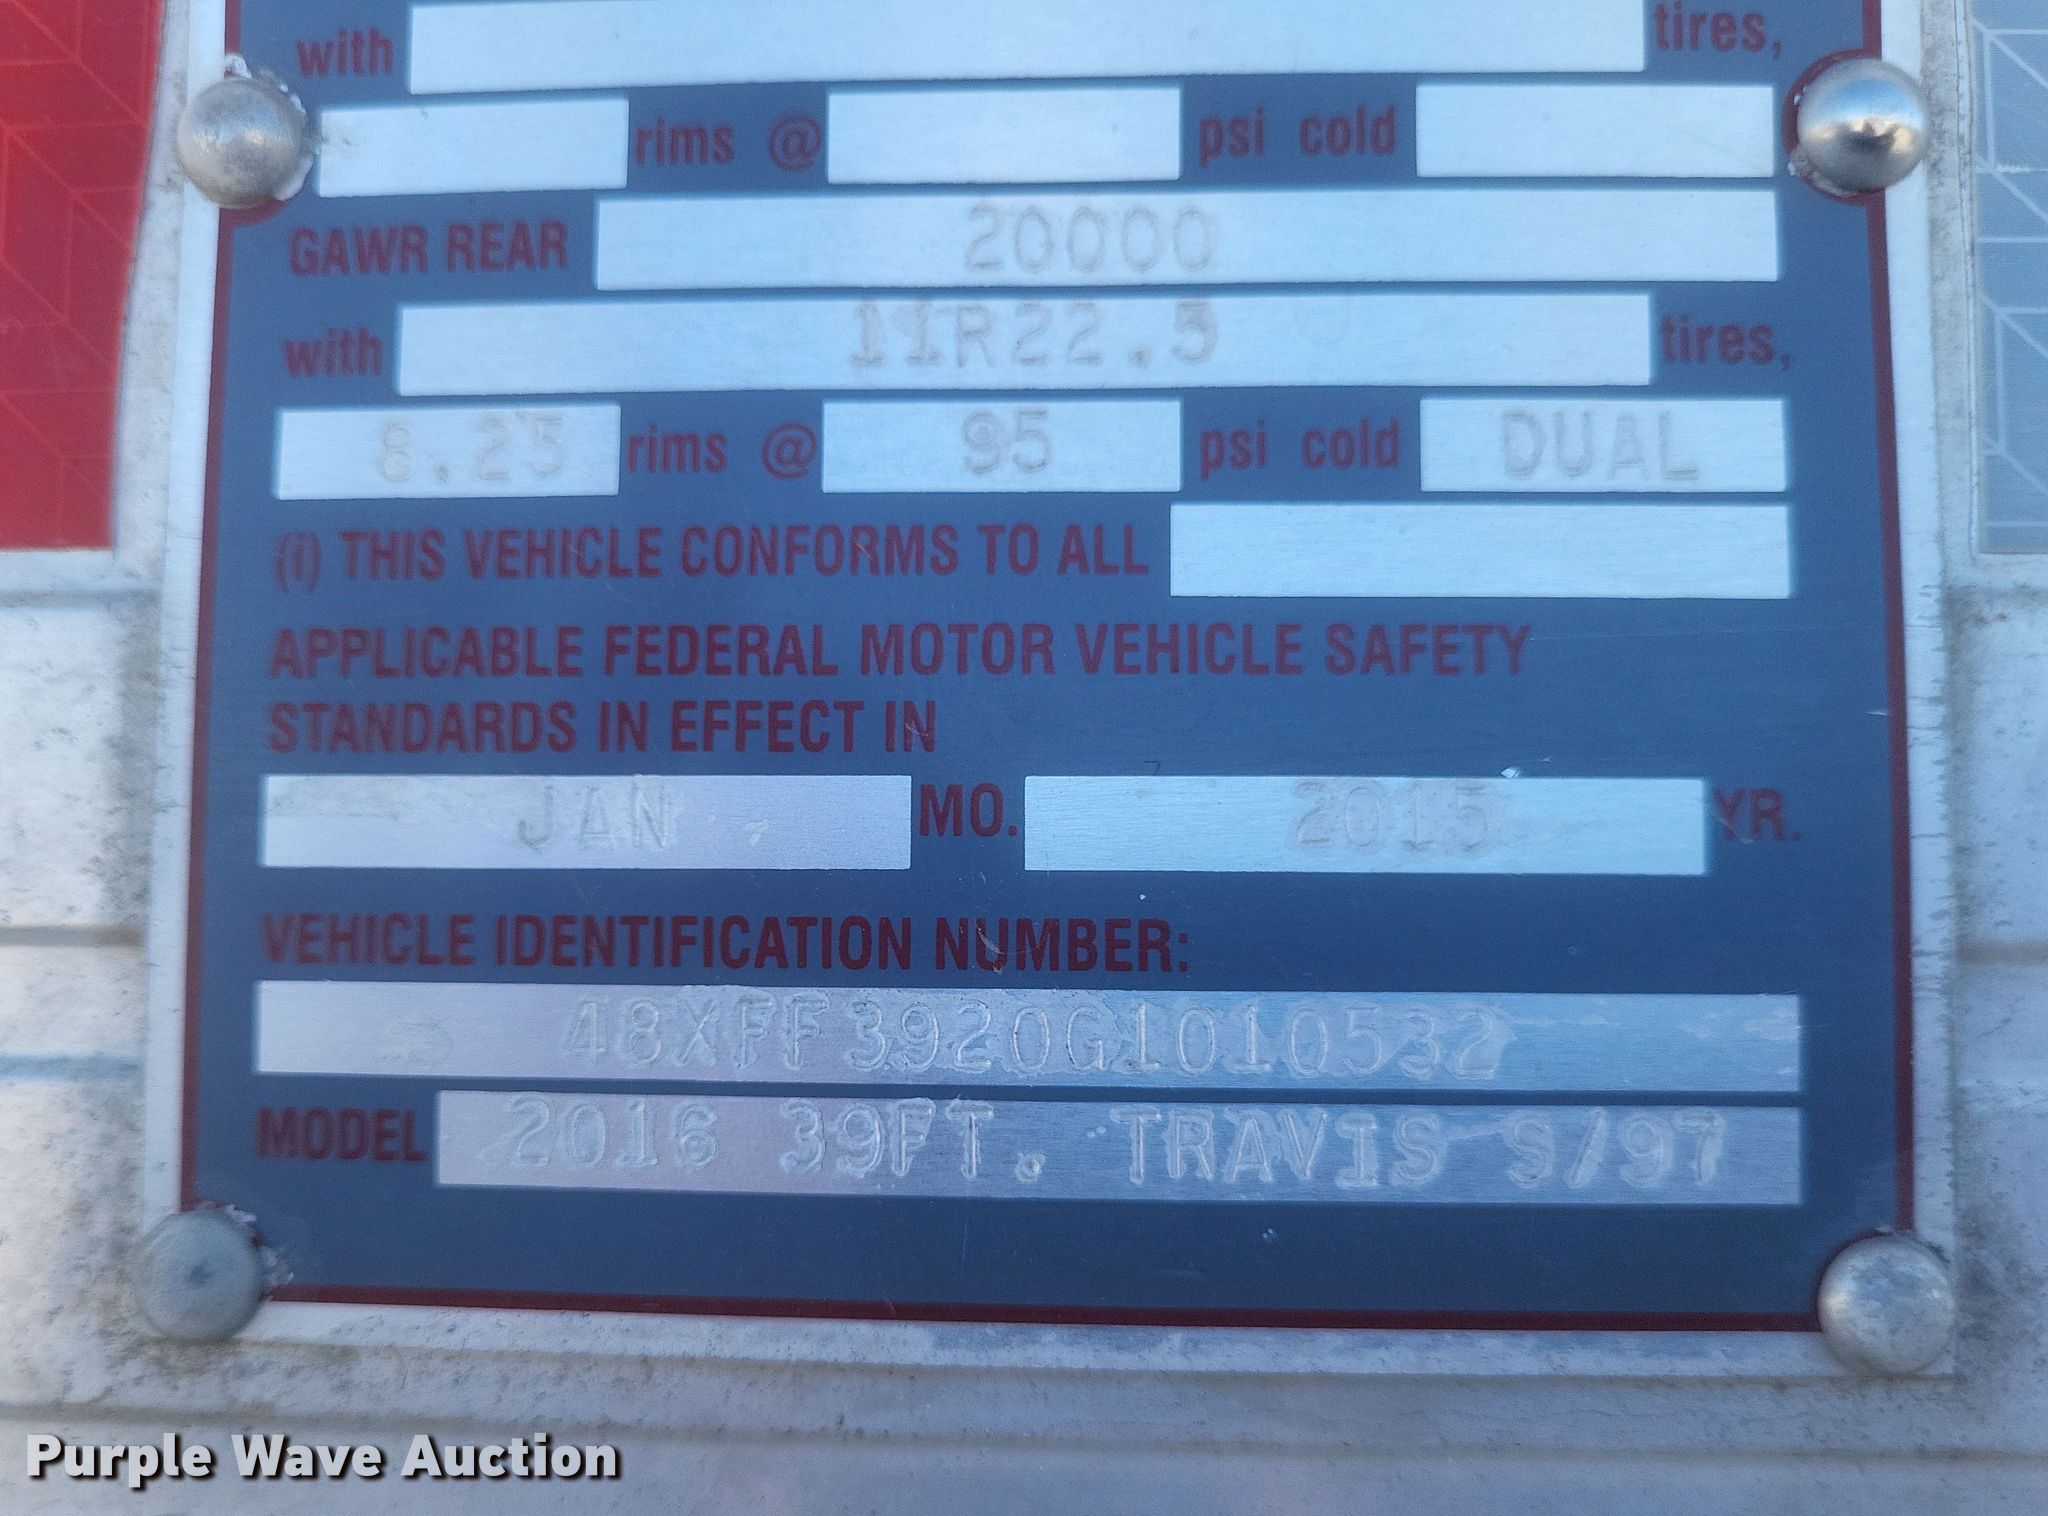 with tires,
rims @ psi cold
GAWR REAR 20000
with 11R22.5 tires,
8.25 rims @ 95 psi cold DUAL
(i) THIS VEHICLE CONFORMS TO ALL
APPLICABLE FEDERAL MOTOR VEHICLE SAFETY
STANDARDS IN EFFECT IN
JAN MO. 2015 YR.
VEHICLE IDENTIFICATION NUMBER:
48XFF3920G1010532
MODEL 2016 39FT. TRAVIS S/97
Purple Wave Auction